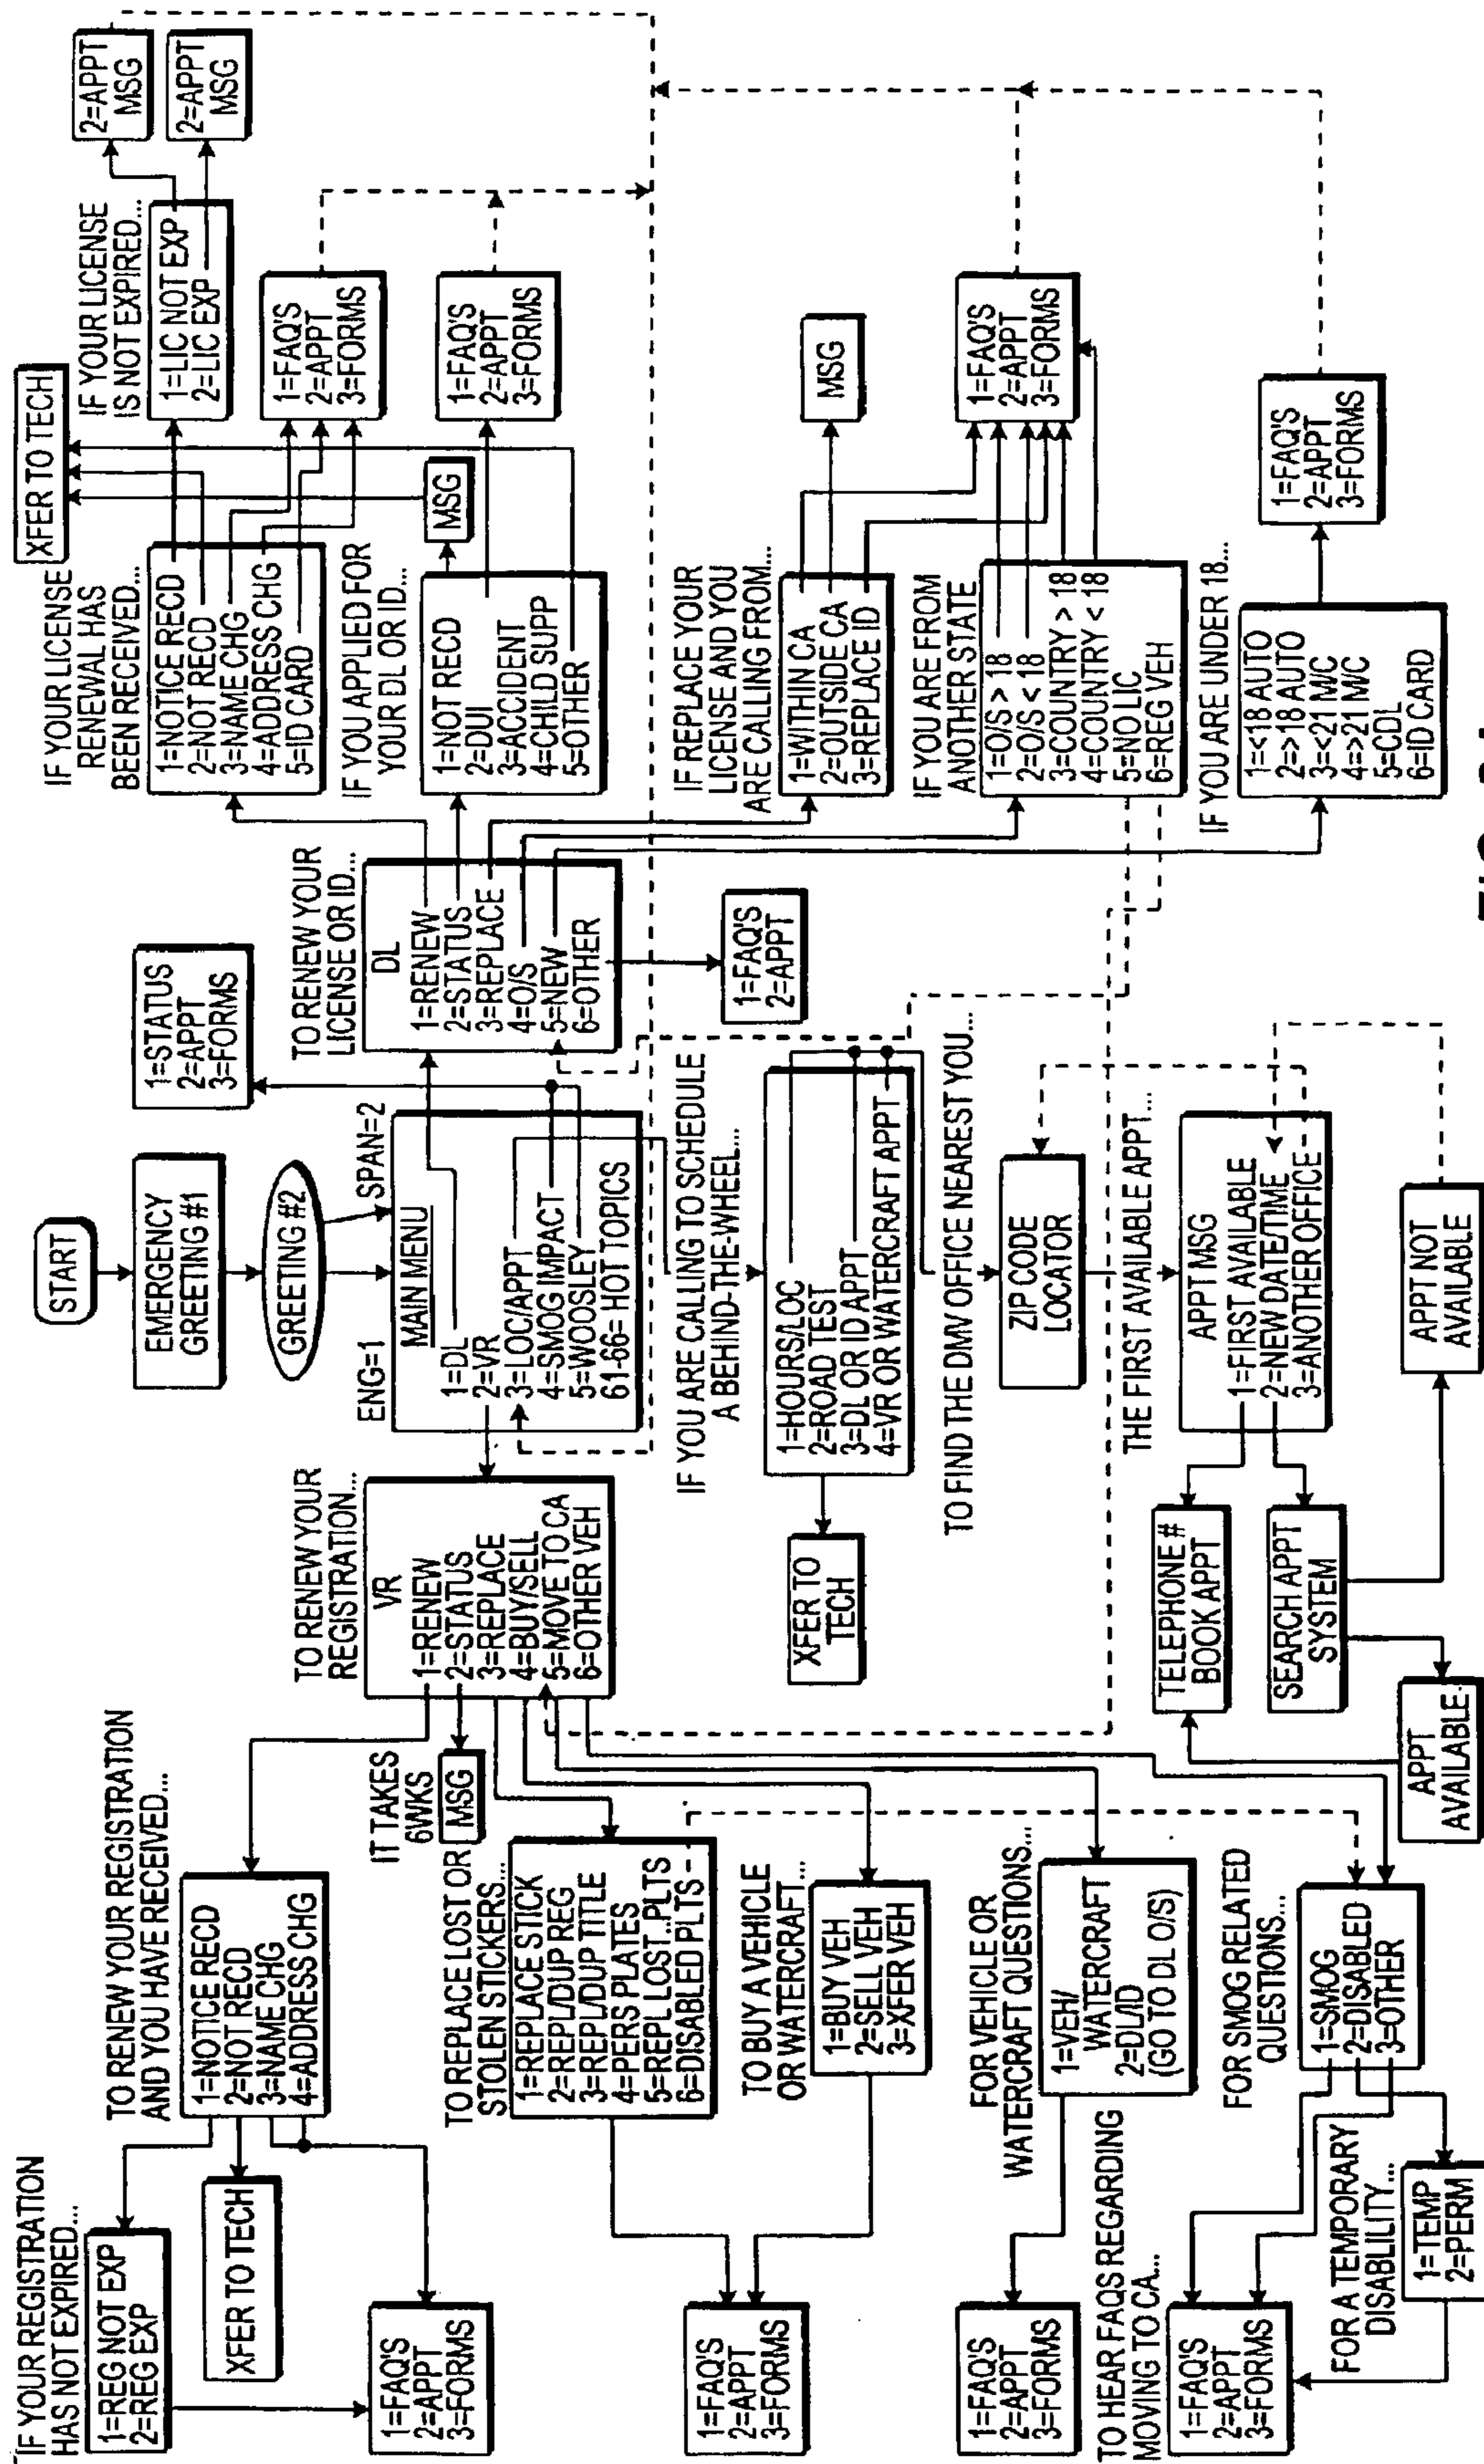 START
EMERGENCY
GREETING #1
GREETING #2
ENG=1
SPAN=2
MAIN MENU
1=DL
2=VR
3=LOC/APPT
4=SMOG IMPACT
5=WOOSLEY
61-66= HOT TOPICS
1=STATUS
2=APPT
3=FORMS
TO RENEW YOUR
REGISTRATION...
VR
1=RENEW
2=STATUS
3=REPLACE
4=BUY/SELL
5=MOVE TO CA
6=OTHER VEH
TO RENEW YOUR REGISTRATION
AND YOU HAVE RECEIVED...
1=NOTICE RECD
2=NOT RECD
3=NAME CHG
4=ADDRESS CHG
IF YOUR REGISTRATION
HAS NOT EXPIRED...
1=REG NOT EXP
2=REG EXP
XFER TO TECH
1=FAQ'S
2=APPT
3=FORMS
IT TAKES
6WKS
MSG
TO REPLACE LOST OR
STOLEN STICKERS...
1=REPLACE STICK
2=REPL/DUP REG
3=REPL/DUP TITLE
4=PERS PLATES
5=REPL LOST..PLTS
6=DISABLED PLTS
TO BUY A VEHICLE
OR WATERCRAFT...
1=BUY VEH
2=SELL VEH
3=XFER VEH
1=FAQ'S
2=APPT
3=FORMS
FOR VEHICLE OR
WATERCRAFT QUESTIONS...
1=VEH/
WATERCRAFT
2=DL/ID
(GO TO DL O/S)
1=FAQ'S
2=APPT
3=FORMS
TO HEAR FAQS REGARDING
MOVING TO CA...
FOR SMOG RELATED
QUESTIONS...
1=SMOG
2=DISABLED
3=OTHER
1=FAQ'S
2=APPT
3=FORMS
FOR A TEMPORARY
DISABLILITY...
1=TEMP
2=PERM
IF YOU ARE CALLING TO SCHEDULE
A BEHIND-THE-WHEEL...
1=HOURS/LOC
2=ROAD TEST
3=DL OR ID APPT
4=VR OR WATERCRAFT APPT
XFER TO
TECH
TO FIND THE DMV OFFICE NEAREST YOU...
ZIP CODE
LOCATOR
THE FIRST AVAILABLE APPT...
APPT MSG
1=FIRST AVAILABLE
2=NEW DATE/TIME
3=ANOTHER OFFICE
TELEPHONE #
BOOK APPT
SEARCH APPT
SYSTEM
APPT
AVAILABLE
APPT NOT
AVAILABLE
TO RENEW YOUR
LICENSE OR ID...
DL
1=RENEW
2=STATUS
3=REPLACE
4=O/S
5=NEW
6=OTHER
1=FAQ'S
2=APPT
IF YOUR LICENSE
RENEWAL HAS
BEEN RECEIVED...
1=NOTICE RECD
2=NOT RECD
3=NAME CHG
4=ADDRESS CHG
5=ID CARD
XFER TO TECH
IF YOUR LICENSE
IS NOT EXPIRED...
1=LIC NOT EXP
2=LIC EXP
2=APPT
MSG
2=APPT
MSG
1=FAQ'S
2=APPT
3=FORMS
IF YOU APPLIED FOR
YOUR DL OR ID...
1=NOT RECD
2=DUI
3=ACCIDENT
4=CHILD SUPP
5=OTHER
MSG
1=FAQ'S
2=APPT
3=FORMS
IF REPLACE YOUR
LICENSE AND YOU
ARE CALLING FROM...
1=WITHIN CA
2=OUTSIDE CA
3=REPLACE ID
MSG
IF YOU ARE FROM
ANOTHER STATE
1=O/S > 18
2=O/S < 18
3=COUNTRY > 18
4=COUNTRY < 18
5=NO LIC
6=REG VEH
1=FAQ'S
2=APPT
3=FORMS
IF YOU ARE UNDER 18...
1=<18 AUTO
2=>18 AUTO
3=<21 M/C
4=>21 M/C
5=CDL
6=ID CARD
1=FAQ'S
2=APPT
3=FORMS